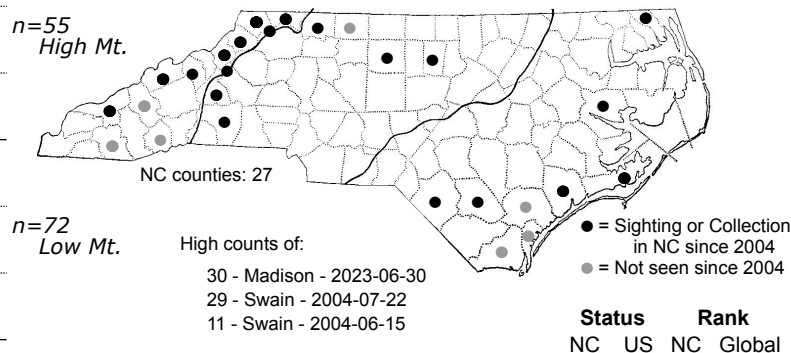 n=55
High Mt.
NC counties: 27
n=72
Low Mt.
High counts of:
30 - Madison - 2023-06-30
29 - Swain - 2004-07-22
11 - Swain - 2004-06-15
= Sighting or Collection
in NC since 2004
= Not seen since 2004
Status Rank
NC US NC Global